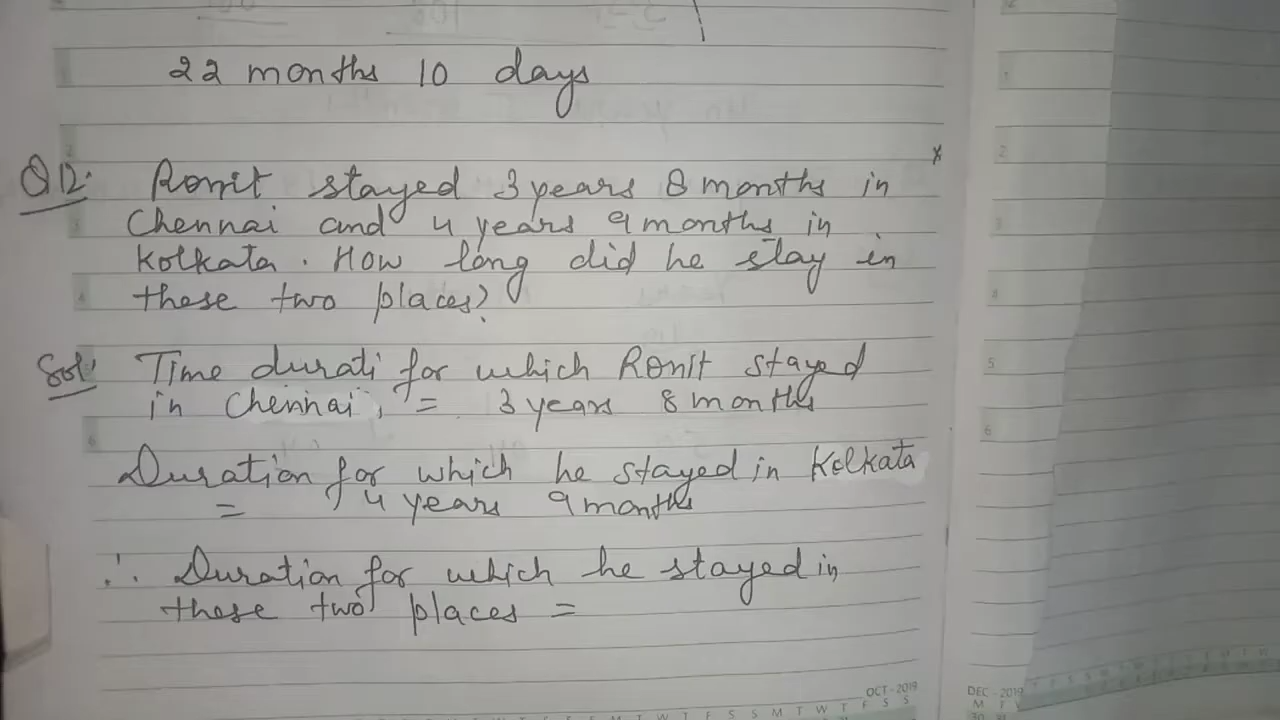 22 months 10 days
Q12: Ronit stayed 3 years 8 months in
Chennai and 4 years 9 months in
Kolkata. How long did he stay in
these two places?
Sol: Time durati for which Ronit stayed
in Chennai, = 3 years 8 months
Duration for which he stayed in Kolkata
= 4 years 9 months
∴ Duration for which he stayed in
these two places =
OCT - 2019
T F S S M T W T F S S
DEC - 2019